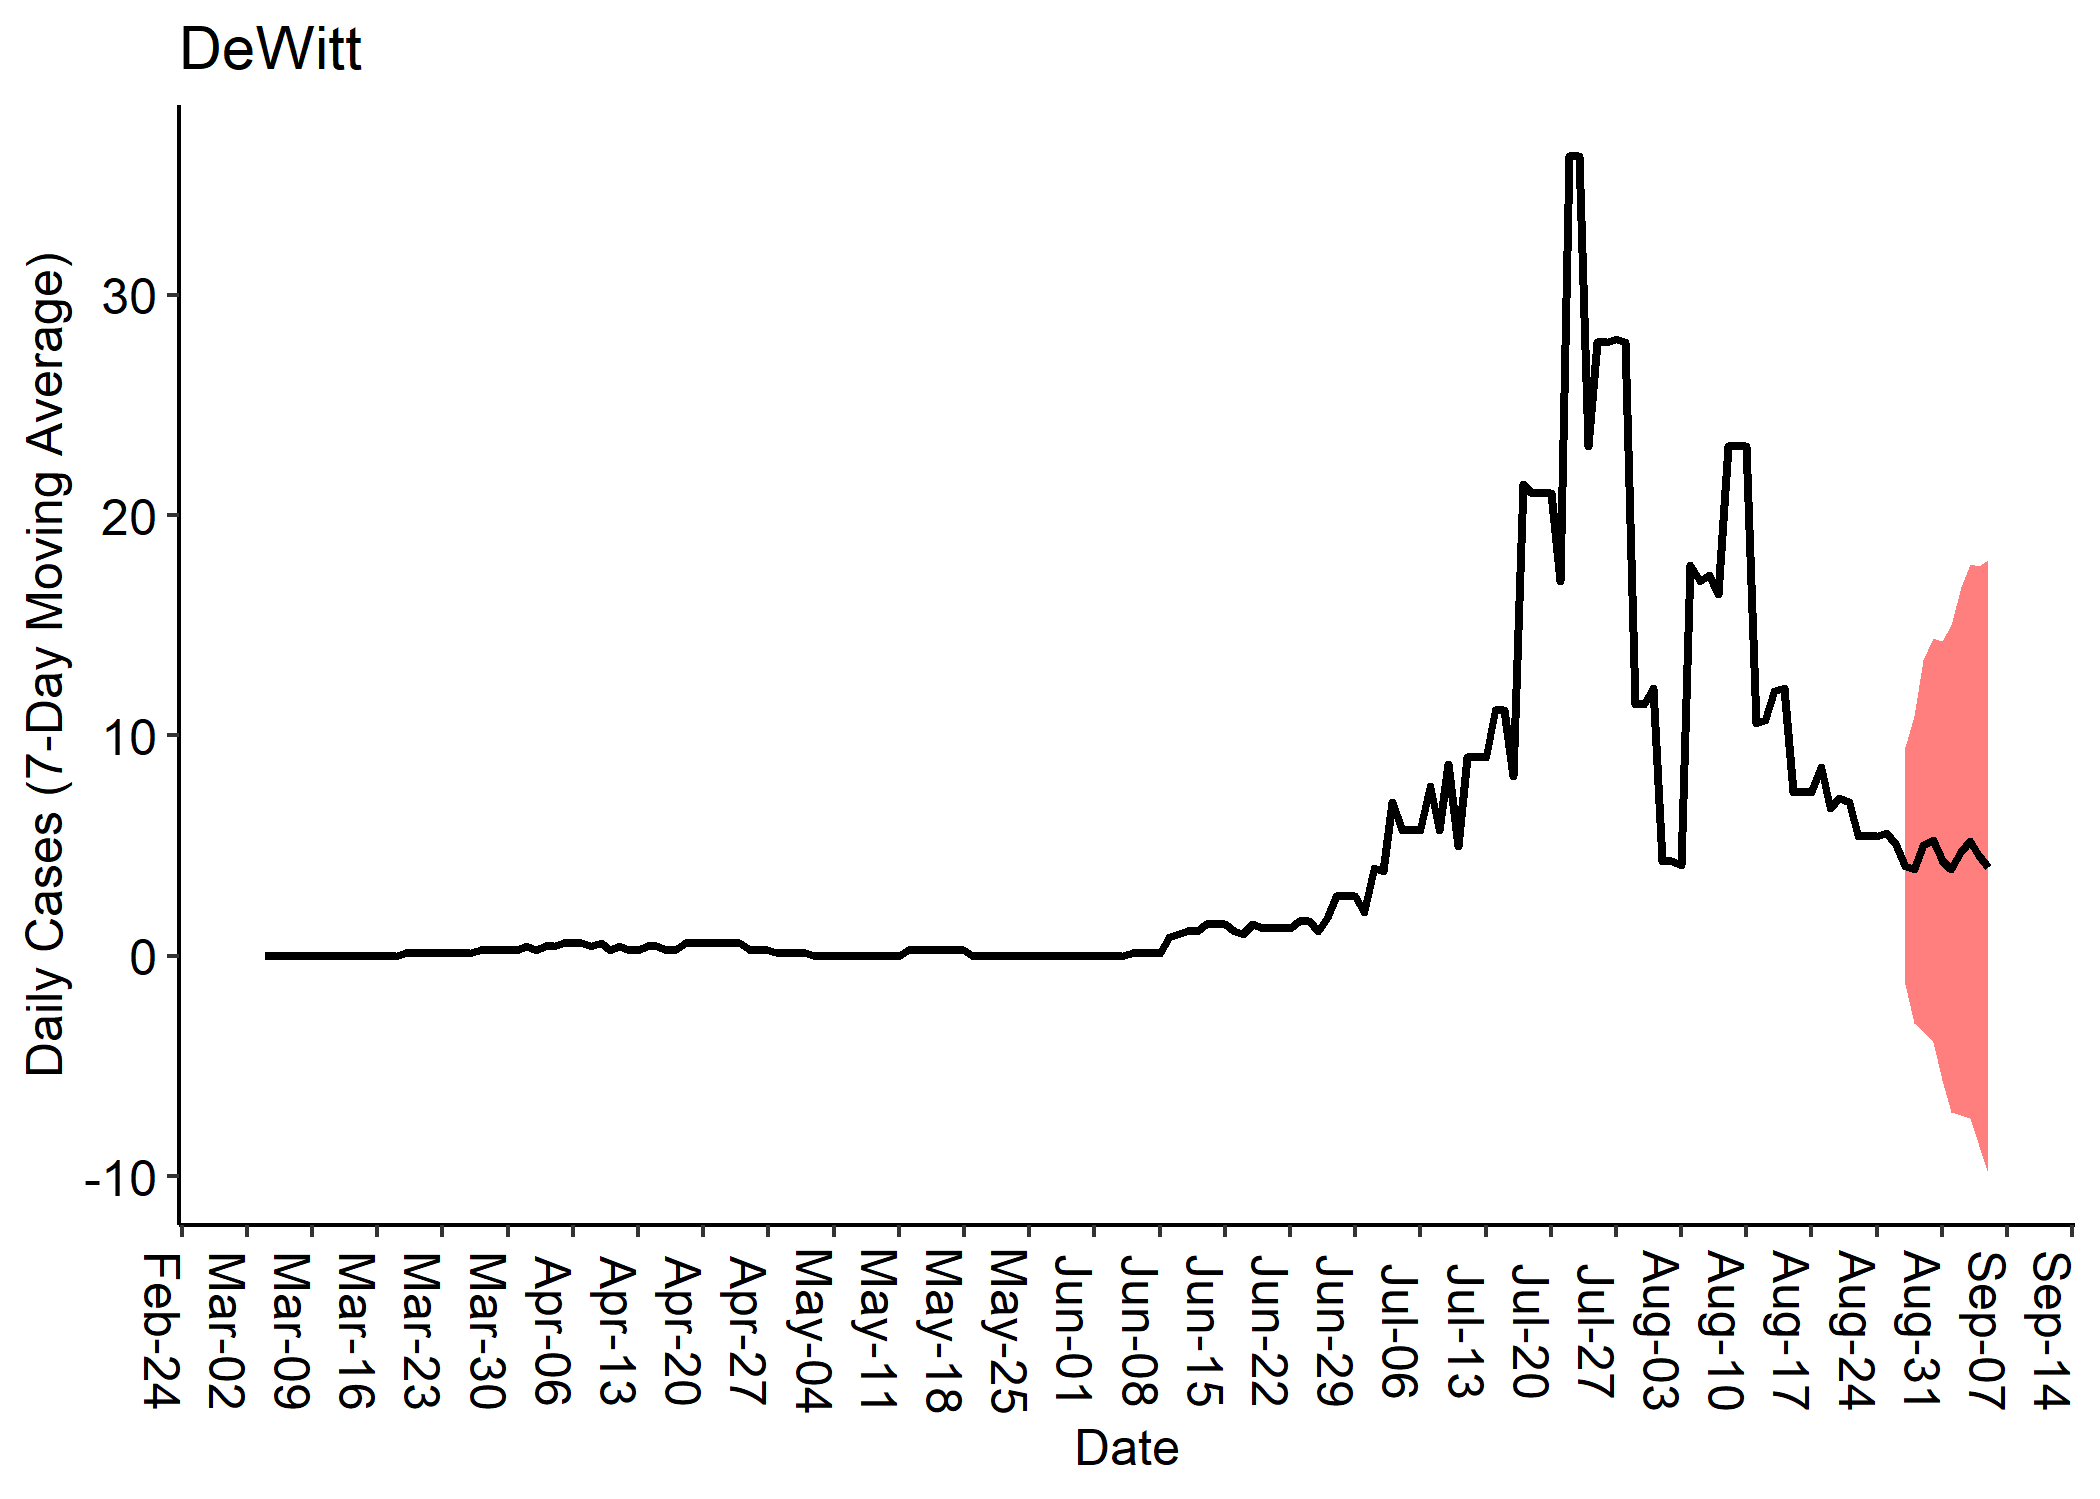 DeWitt
Daily Cases (7-Day Moving Average)
30
20
10
0
-10
Feb-24
Mar-02
Mar-09
Mar-16
Mar-23
Mar-30
Apr-06
Apr-13
Apr-20
Apr-27
May-04
May-11
May-18
May-25
Jun-01
Jun-08
Jun-15
Jun-22
Jun-29
Jul-06
Jul-13
Jul-20
Jul-27
Aug-03
Aug-10
Aug-17
Aug-24
Aug-31
Sep-07
Sep-14
Date